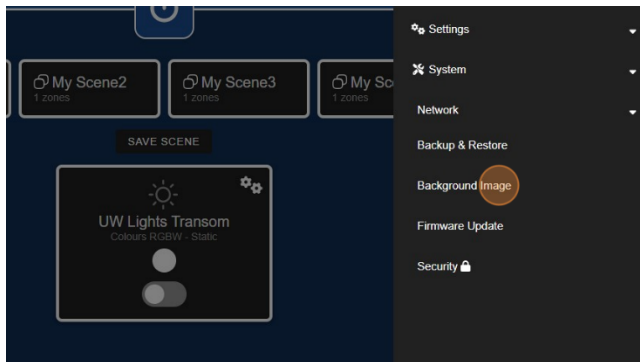 My Scene2
1 zones
My Scene3
1 zones
My Sc
1 zones
SAVE SCENE
UW Lights Transom
Colours RGBW - Static
Settings
System
Network
Backup & Restore
Background Image
Firmware Update
Security